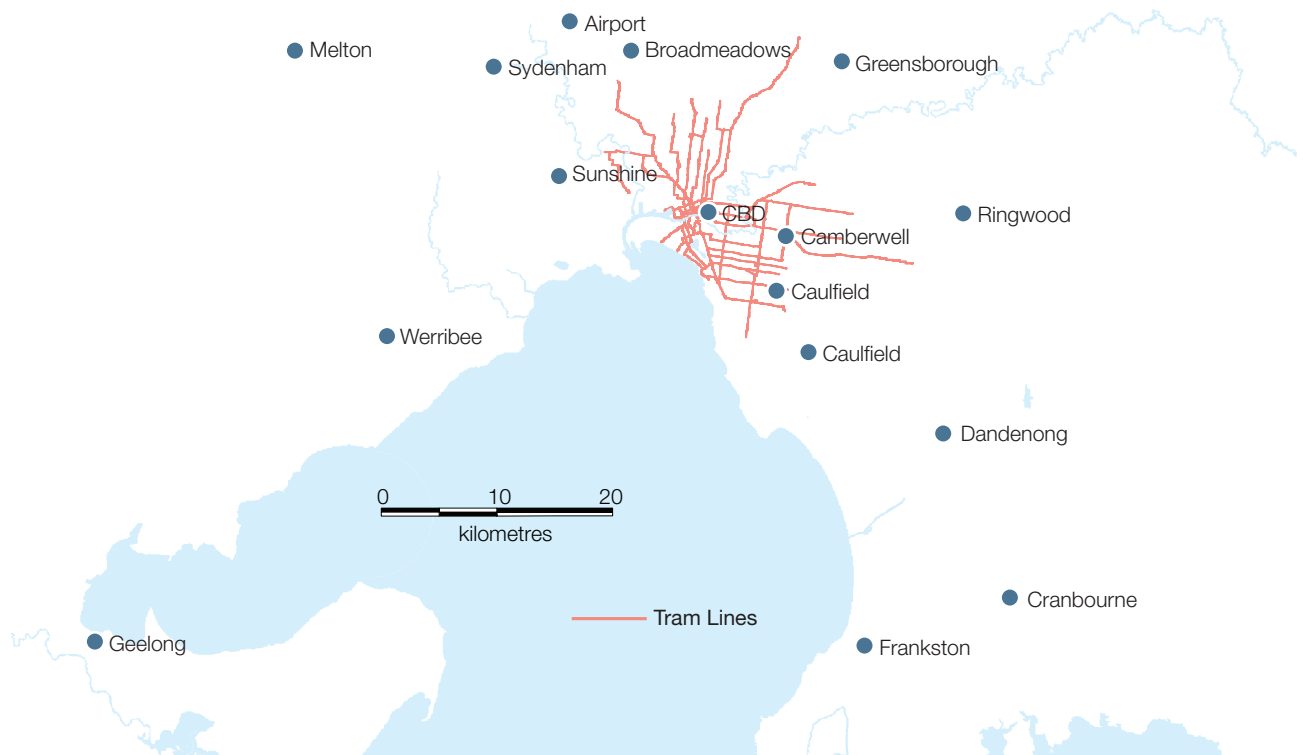 Airport
Melton
Broadmeadows
Sydenham
Greensborough
Sunshine
CBD
Ringwood
Camberwell
Caulfield
Werribee
Caulfield
Dandenong
0 10 20
kilometres
Cranbourne
Tram Lines
Geelong
Frankston